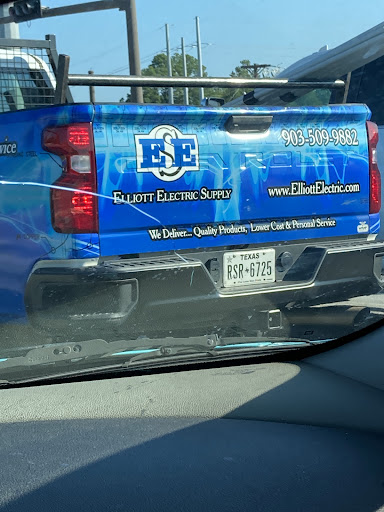 vice
903-509-9882
ESE
Elliott Electric Supply
www.ElliottElectric.com
We Deliver... Quality Products, Lower Cost & Personal Service
TEXAS
RSR★6725